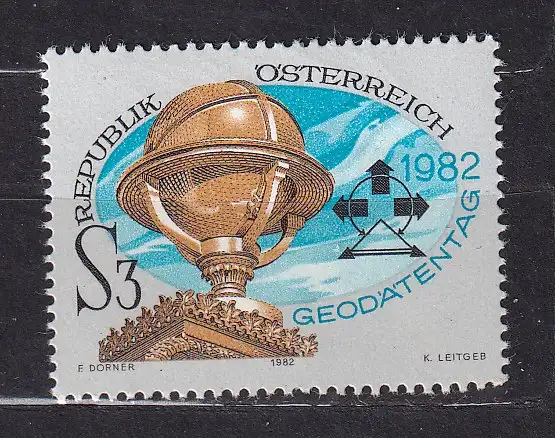 REPUBLIK ÖSTERREICH
1982
GEODÄTENTAG
S3
E DORNER
1982
K. LEITGEB